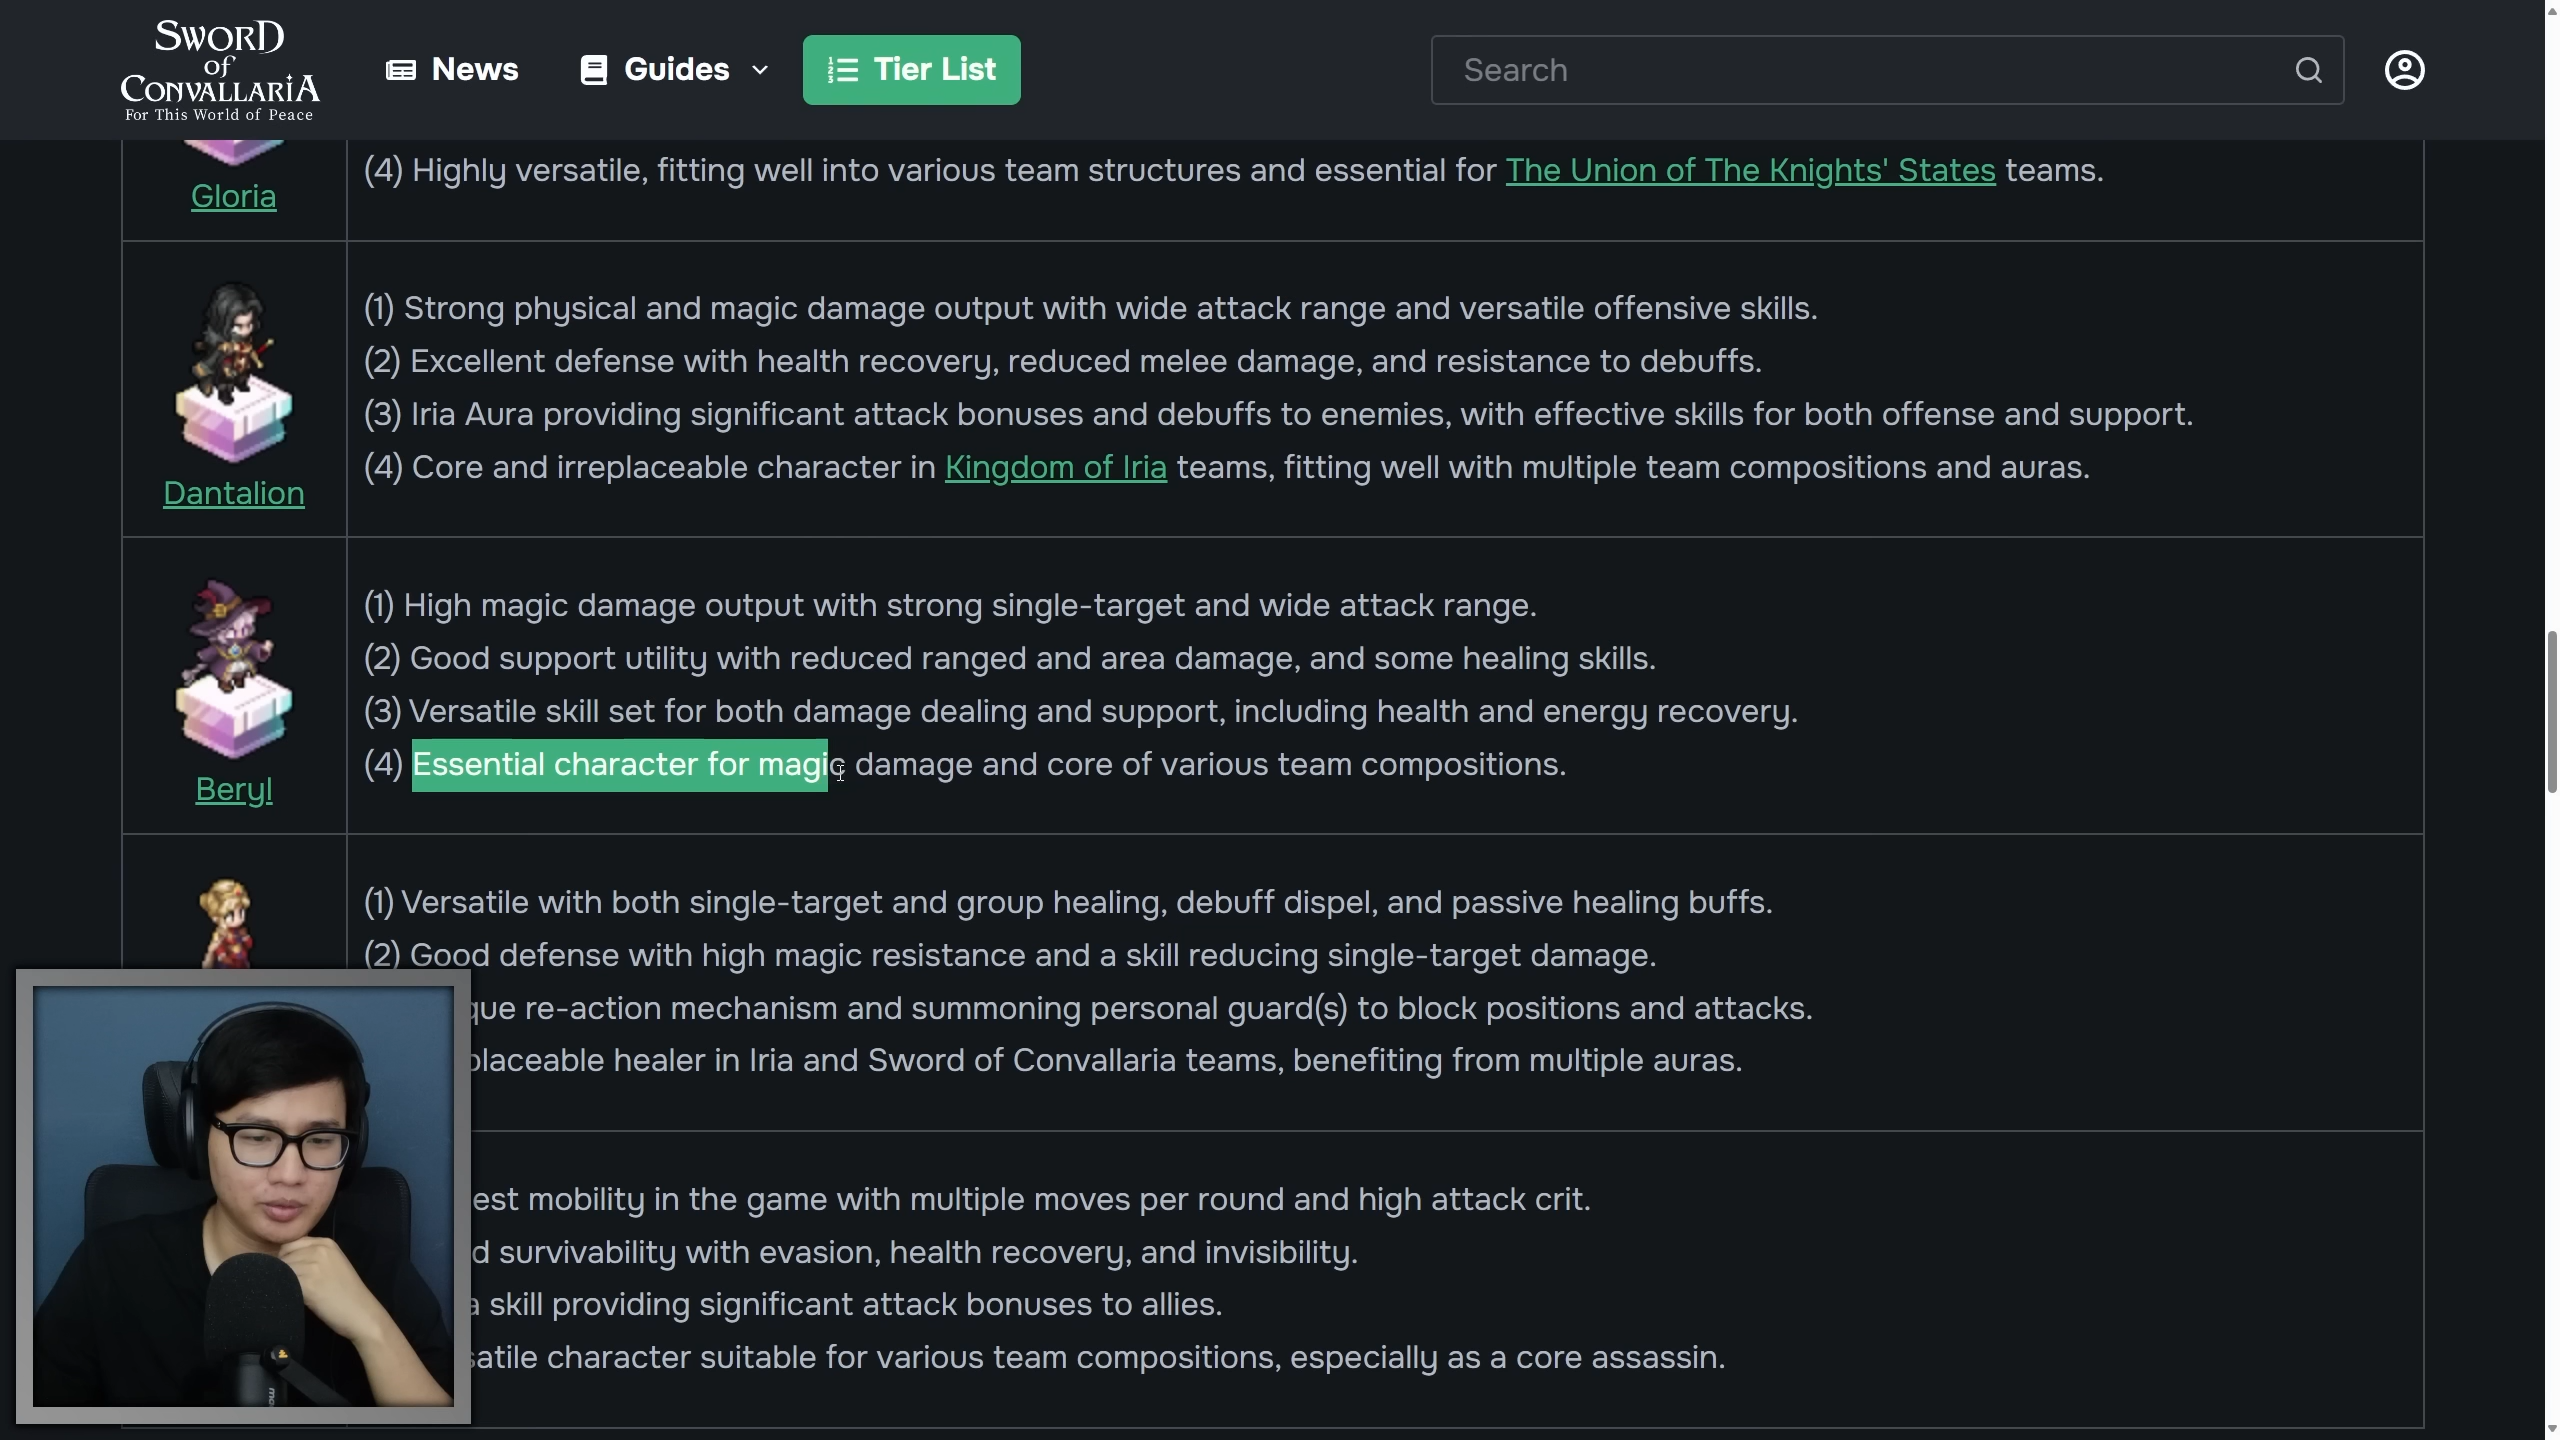 SWORD
of
CONVALLARIA
For This World of Peace
News
Guides
Tier List
Search
(4) Highly versatile, fitting well into various team structures and essential for The Union of The Knights' States teams.
Gloria
(1) Strong physical and magic damage output with wide attack range and versatile offensive skills.
(2) Excellent defense with health recovery, reduced melee damage, and resistance to debuffs.
(3) Iria Aura providing significant attack bonuses and debuffs to enemies, with effective skills for both offense and support.
(4) Core and irreplaceable character in Kingdom of Iria teams, fitting well with multiple team compositions and auras.
Dantalion
(1) High magic damage output with strong single-target and wide attack range.
(2) Good support utility with reduced ranged and area damage, and some healing skills.
(3) Versatile skill set for both damage dealing and support, including health and energy recovery.
(4) Essential character for magic damage and core of various team compositions.
Beryl
(1) Versatile with both single-target and group healing, debuff dispel, and passive healing buffs.
(2) Good defense with high magic resistance and a skill reducing single-target damage.
que re-action mechanism and summoning personal guard(s) to block positions and attacks.
placeable healer in Iria and Sword of Convallaria teams, benefiting from multiple auras.
est mobility in the game with multiple moves per round and high attack crit.
d survivability with evasion, health recovery, and invisibility.
a skill providing significant attack bonuses to allies.
satile character suitable for various team compositions, especially as a core assassin.